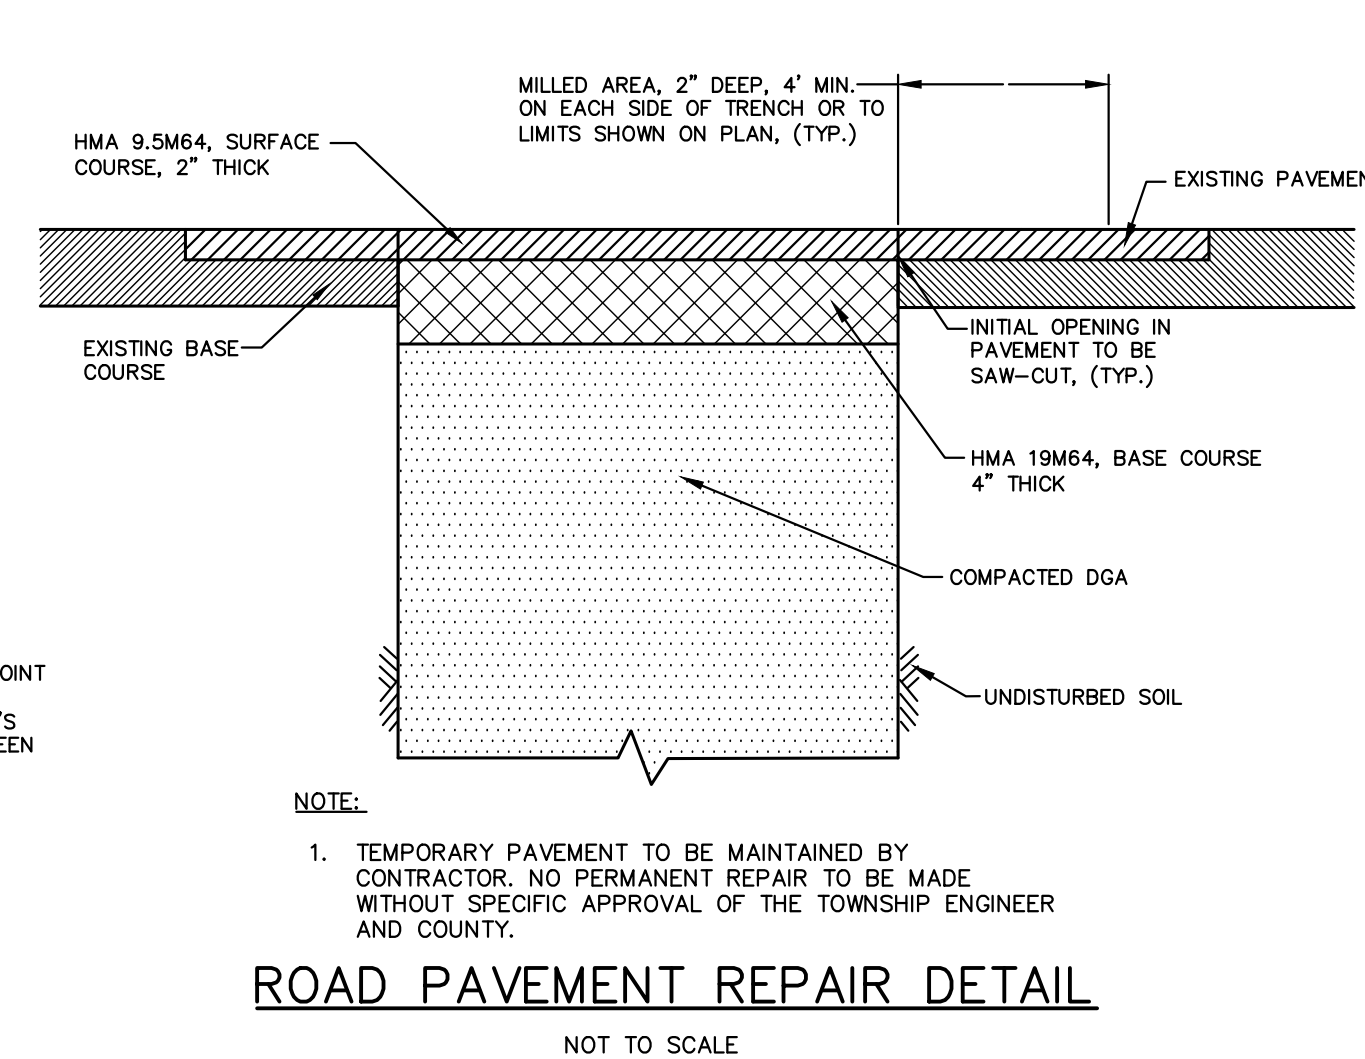 MILLED AREA, 2" DEEP, 4' MIN.
ON EACH SIDE OF TRENCH OR TO
LIMITS SHOWN ON PLAN, (TYP.)
HMA 9.5M64, SURFACE
COURSE, 2" THICK
EXISTING PAVEMEN
EXISTING BASE
COURSE
INITIAL OPENING IN
PAVEMENT TO BE
SAW-CUT, (TYP.)
HMA 19M64, BASE COURSE
4" THICK
COMPACTED DGA
OINT
'S
EEN
UNDISTURBED SOIL
NOTE:
1. TEMPORARY PAVEMENT TO BE MAINTAINED BY
CONTRACTOR. NO PERMANENT REPAIR TO BE MADE
WITHOUT SPECIFIC APPROVAL OF THE TOWNSHIP ENGINEER
AND COUNTY.
ROAD PAVEMENT REPAIR DETAIL
NOT TO SCALE